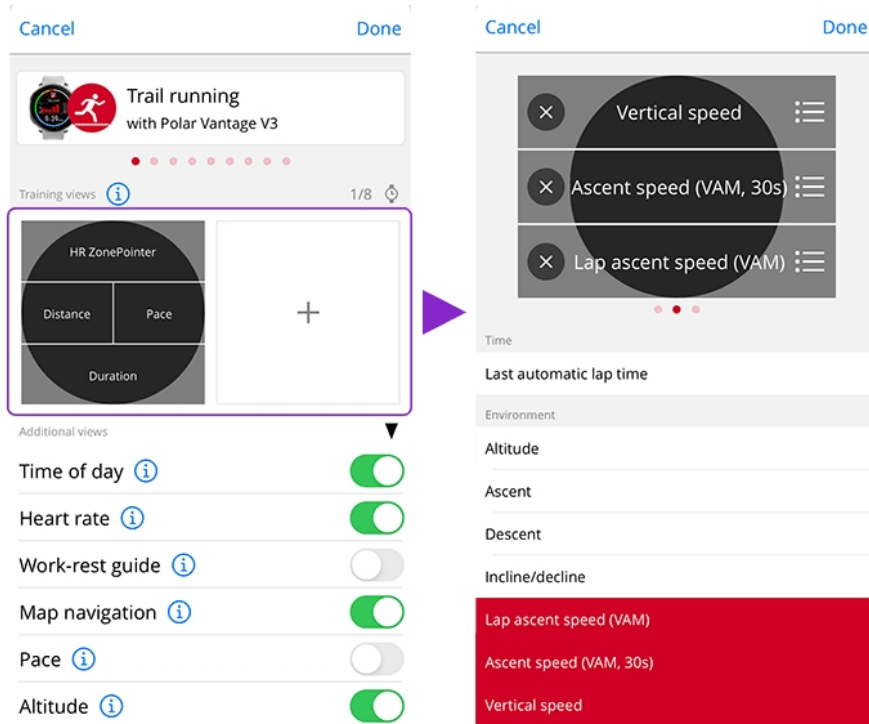 Cancel
Done
Trail running
with Polar Vantage V3
Training views
1/8
HR ZonePointer
Distance
Pace
Duration
Additional views
Time of day
Heart rate
Work-rest guide
Map navigation
Pace
Altitude
Cancel
Done
Vertical speed
Ascent speed (VAM, 30s)
Lap ascent speed (VAM)
Time
Last automatic lap time
Environment
Altitude
Ascent
Descent
Incline/decline
Lap ascent speed (VAM)
Ascent speed (VAM, 30s)
Vertical speed